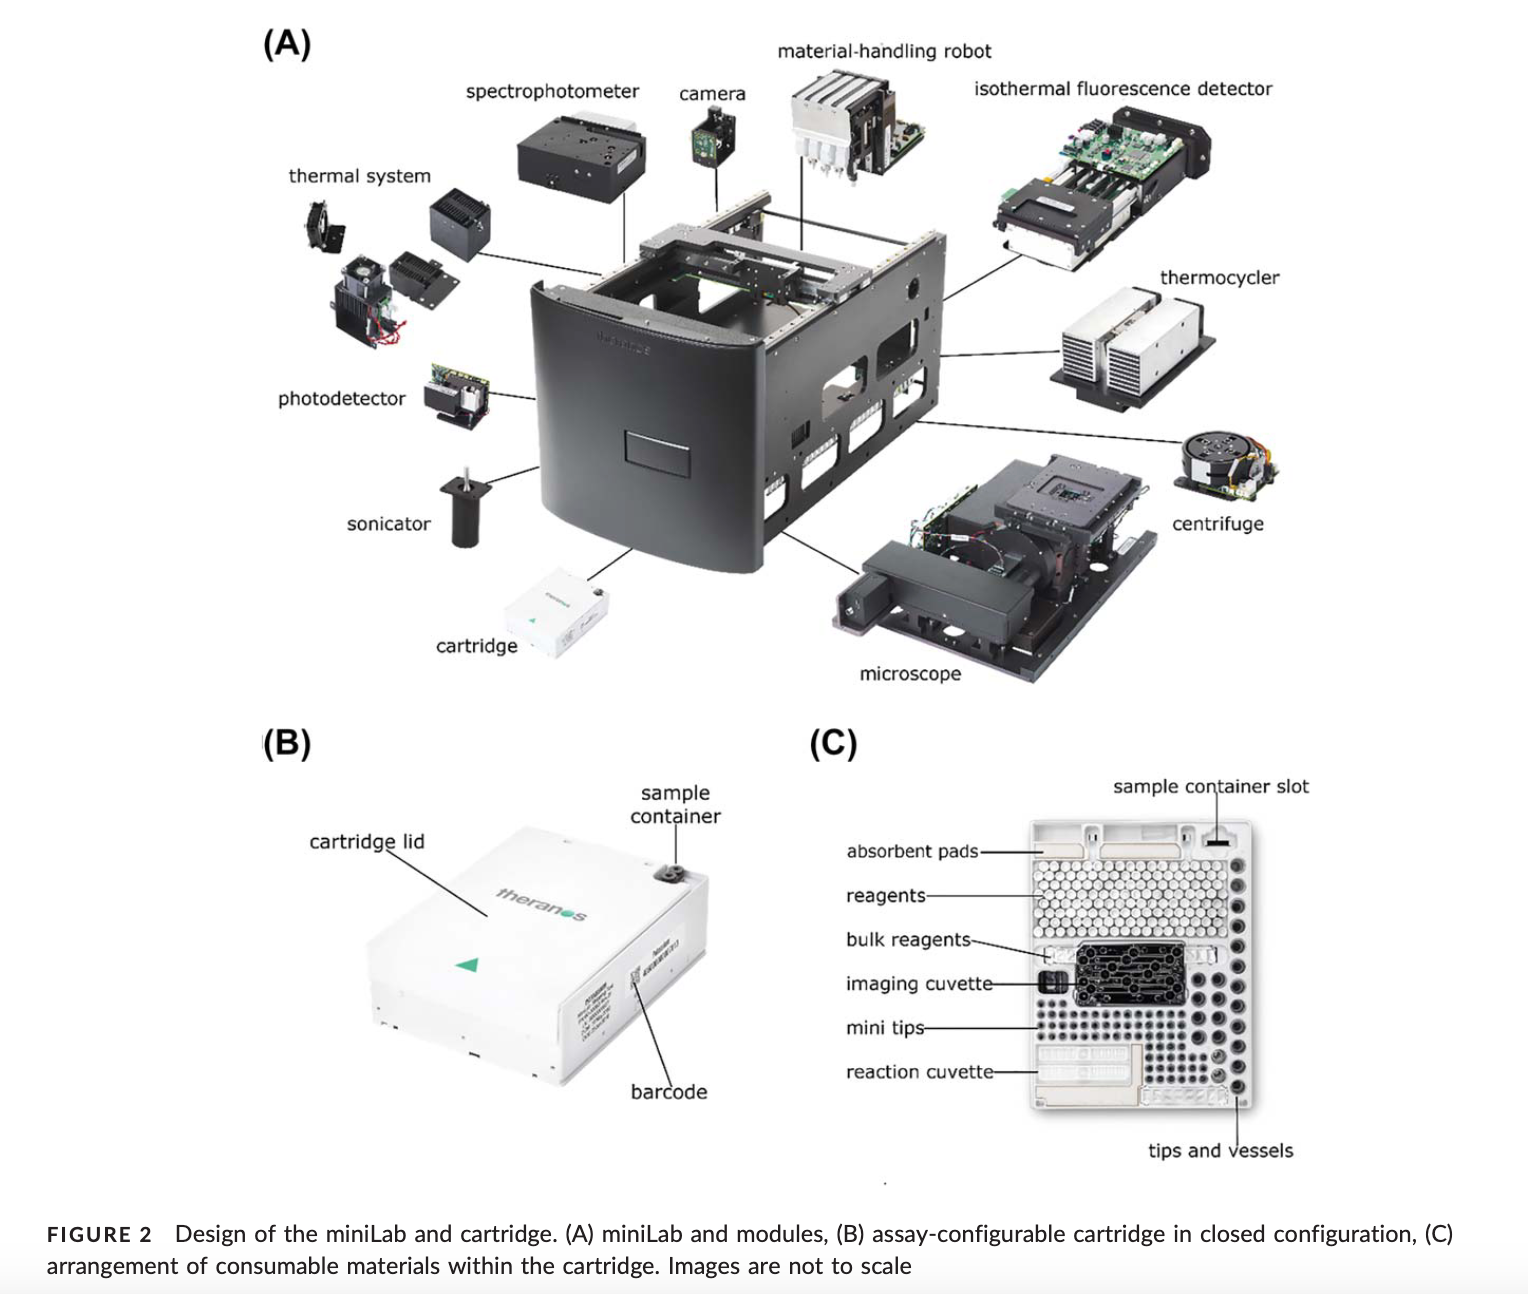 (A)
material-handling robot
spectrophotometer
camera
isothermal fluorescence detector
thermal system
thermocycler
theranos
photodetector
sonicator
centrifuge
theranos
cartridge
microscope
(B)
(C)
sample
container
sample container slot
cartridge lid
absorbent pads
theranos
reagents
bulk reagents
imaging cuvette
mini tips
reaction cuvette
barcode
tips and vessels
FIGURE 2 Design of the miniLab and cartridge. (A) miniLab and modules, (B) assay-configurable cartridge in closed configuration, (C)
arrangement of consumable materials within the cartridge. Images are not to scale